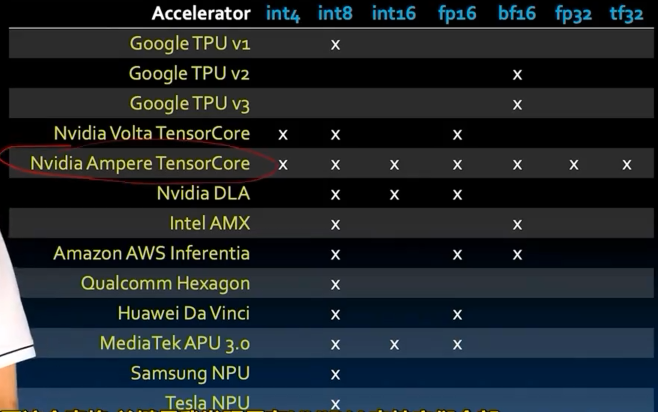 Accelerator int4 int8 int16 fp16 bf16 fp32 tf32
Google TPU v1 x
Google TPU v2 x
Google TPU v3 x
Nvidia Volta TensorCore x x x
Nvidia Ampere TensorCore x x x x x x x
Nvidia DLA x x x
Intel AMX x x
Amazon AWS Inferentia x x x
Qualcomm Hexagon x
Huawei Da Vinci x x
MediaTek APU 3.0 x x x
Samsung NPU x
Tesla NPU x